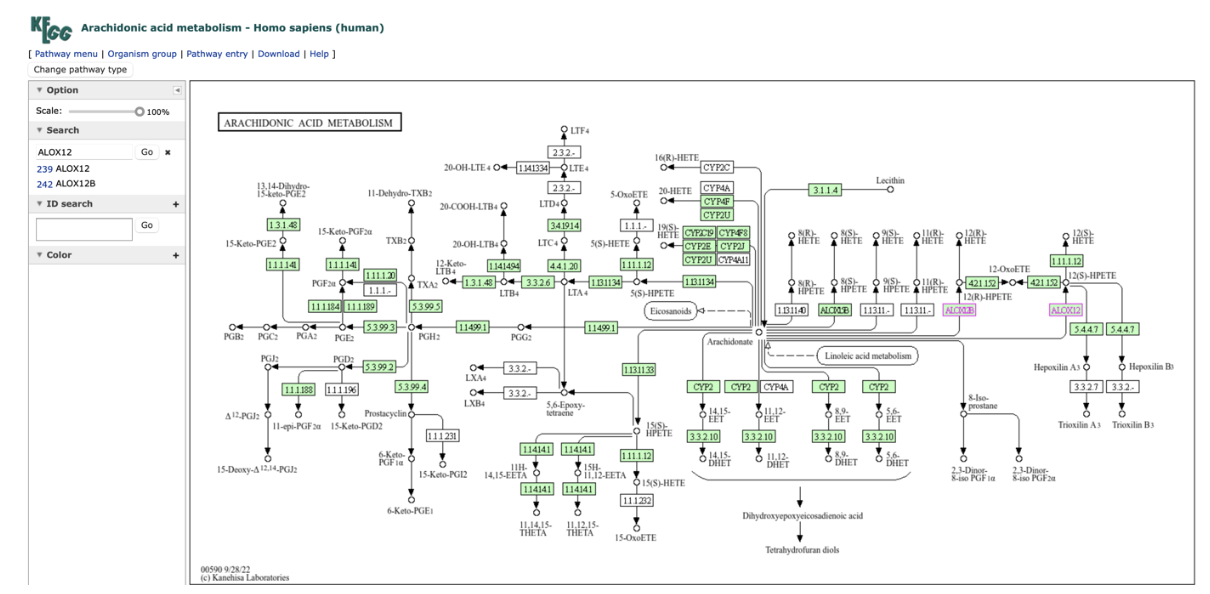 KEGG
Arachidonic acid metabolism - Homo sapiens (human)
[ Pathway menu | Organism group | Pathway entry | Download | Help ]
Change pathway type
▼ Option
Scale: 100%
▼ Search
ALOX12 Go ✖
239 ALOX12
242 ALOX12B
▼ ID search +
Go
▼ Color +
ARACHIDONIC ACID METABOLISM
LTF4
2.3.2.-
20-OH-LTE4 1.14.13.34 LTE4
2.3.2.-
LTD4
3.4.19.14
LTC4
4.4.1.20
LTA4
13,14-Dihydro-
15-keto-PGE2
1.3.1.48
15-Keto-PGE2
1.1.1.141
15-Keto-PGF2α
1.1.1.141
PGF2α
1.1.1.20
1.1.1.-
1.1.1.184
1.1.1.189
11-Dehydro-TXB2
TXB2
TXA2
5.3.99.5
20-COOH-LTB4
20-OH-LTB4
1.14.14.94
12-Keto-
LTB4
1.3.1.48
LTB4
3.3.2.6
5-OxoETE
1.1.1.-
5(S)-HETE
1.11.1.12
1.13.11.34
5(S)-HPETE
1.13.11.34
16(R)-HETE
CYP2C
20-HETE
CYP4A
CYP4F
CYP2U
19(S)-
HETE
CYP2C19
CYP4F8
CYP2E
CYP2J
CYP2U
CYP4A11
3.1.1.4
Lecithin
8(R)-
HETE
8(S)-
HETE
9(S)-
HETE
11(R)-
HETE
12(R)-
HETE
12(S)-
HETE
1.11.1.12
12-OxoETE
4.2.1.152
4.2.1.152
12(S)-HPETE
8(R)-
HPETE
8(S)-
HPETE
9(S)-
HPETE
11(R)-
HPETE
12(R)-HPETE
1.13.11.40
ALOX15B
1.13.11.-
1.13.11.-
ALOX12B
ALOX12
Eicosanoids
Arachidonate
Linoleic acid metabolism
5.4.4.7
5.4.4.7
Hepoxilin A3
Hepoxilin B3
3.3.2.7
3.3.2.-
Trioxilin A3
Trioxilin B3
PGB2
PGC2
PGA2
PGE2
5.3.99.3
PGH2
1.14.99.1
PGG2
1.14.99.1
PGJ2
PGD2
5.3.99.2
1.1.1.188
1.1.1.196
5.3.99.4
Δ12-PGJ2
11-epi-PGF2α
15-Keto-PGD2
Prostacyclin
1.1.1.231
15-Deoxy-Δ12,14-PGJ2
6-Keto-
PGF1α
15-Keto-PGI2
6-Keto-PGE1
LXA4
3.3.2.-
LXB4
3.3.2.-
5,6-Epoxy-
tetraene
1.13.11.33
15(S)-
HPETE
1.14.14.1
1.14.14.1
1.11.1.12
11H-
14,15-EETA
15H-
11,12-EETA
15(S)-HETE
1.14.14.1
1.14.14.1
1.1.1.232
11,14,15-
THETA
11,12,15-
THETA
15-OxoETE
CYP2
CYP2
CYP4A
CYP2
CYP2
14,15-
EET
11,12-
EET
8,9-
EET
5,6-
EET
3.3.2.10
3.3.2.10
3.3.2.10
3.3.2.10
14,15-
DHET
11,12-
DHET
8,9-
DHET
5,6-
DHET
Dihydroxyepoxyeicosadienoic acid
Tetrahydrofuran diols
8-Iso-
prostane
2,3-Dinor-
8-iso PGF1α
2,3-Dinor-
8-iso PGF2α
00590 9/28/22
(c) Kanehisa Laboratories